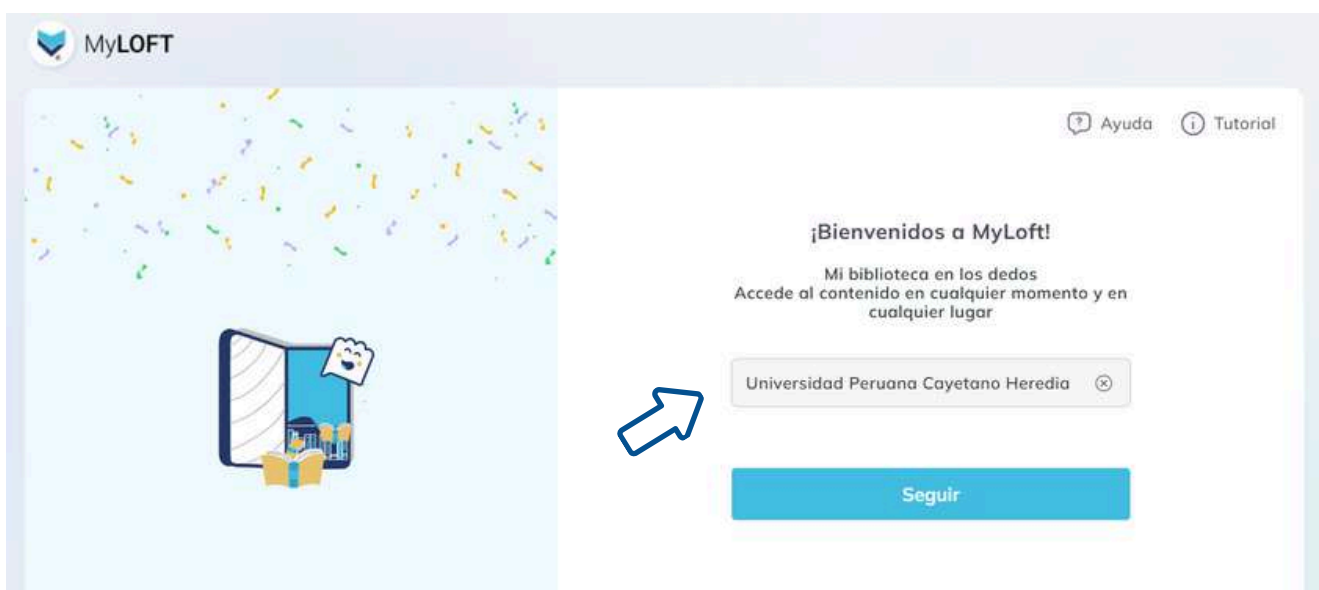 MyLOFT
Ayuda
Tutorial
¡Bienvenidos a MyLoft!
Mi biblioteca en los dedos
Accede al contenido en cualquier momento y en
cualquier lugar
Universidad Peruana Cayetano Heredia
Seguir